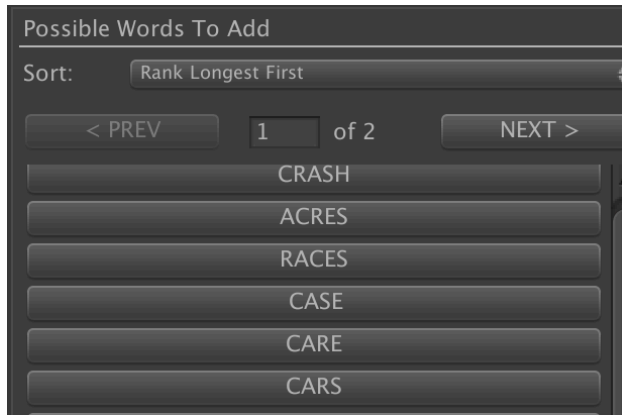 Possible Words To Add
Sort: Rank Longest First
< PREV 1 of 2 NEXT >
CRASH
ACRES
RACES
CASE
CARE
CARS